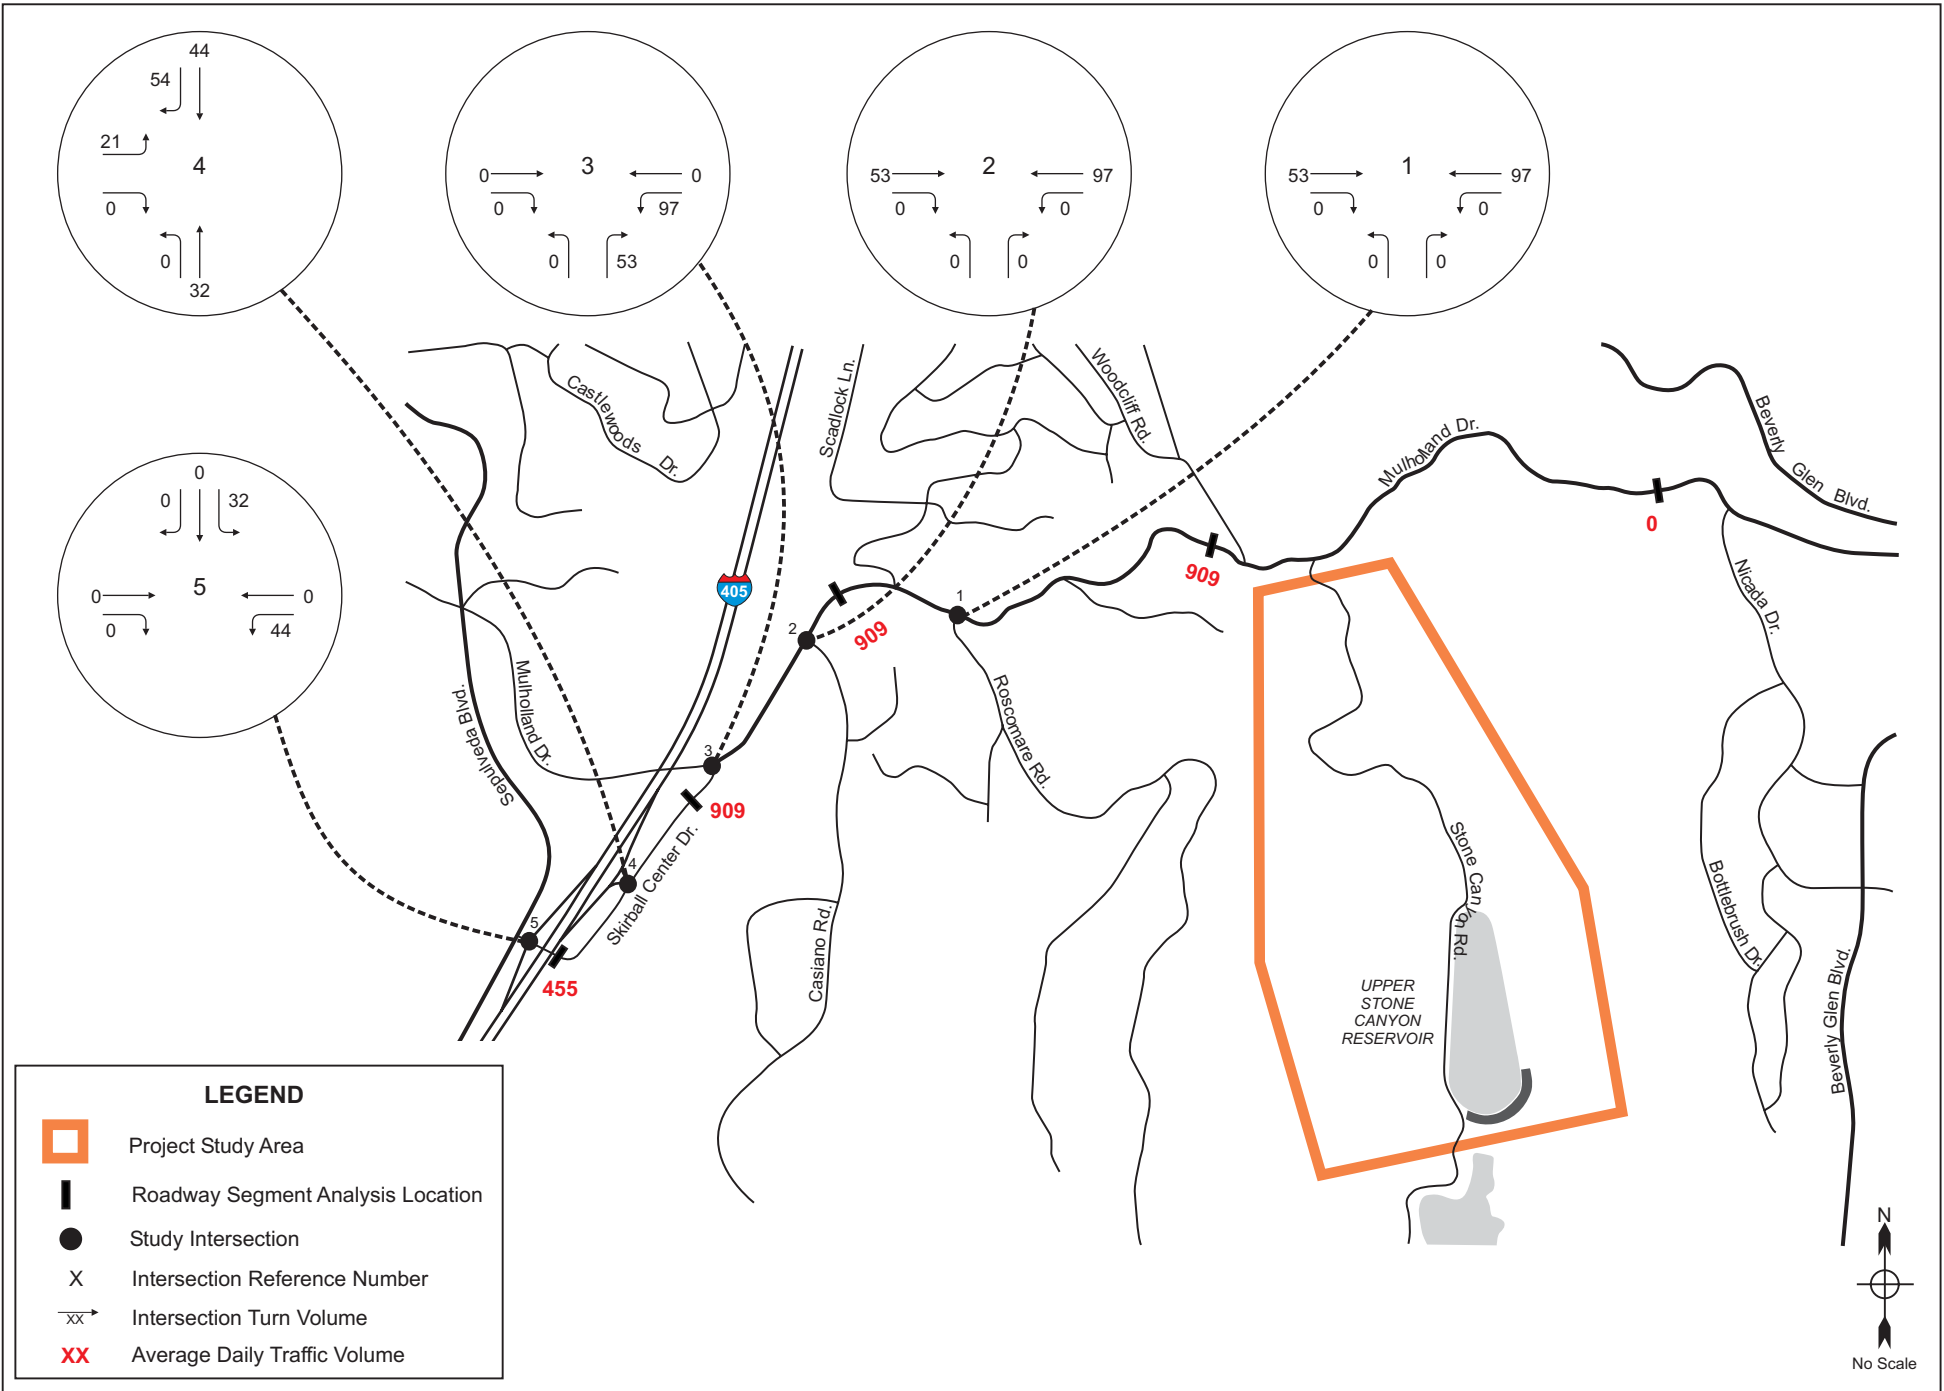 44
54
21
4
0
0
32
3
0
0
0
97
0
53
2
53
97
0
0
0
0
1
53
97
0
0
0
0
0
0
32
5
0
0
0
44
Castlewoods Dr.
Scadlock Ln.
Woodcliff Rd.
Mulholland Dr.
Beverly Glen Blvd.
0
405
909
1
2
909
Nicada Dr.
Mulholland Dr.
Sepulveda Blvd.
Roscomare Rd.
3
909
4
Skirball Center Dr.
5
455
Casiano Rd.
Stone Canyon Rd.
UPPER
STONE
CANYON
RESERVOIR
Bottlebrush Dr.
Beverly Glen Blvd.
LEGEND
Project Study Area
Roadway Segment Analysis Location
Study Intersection
X Intersection Reference Number
XX Intersection Turn Volume
XX Average Daily Traffic Volume
N
No Scale